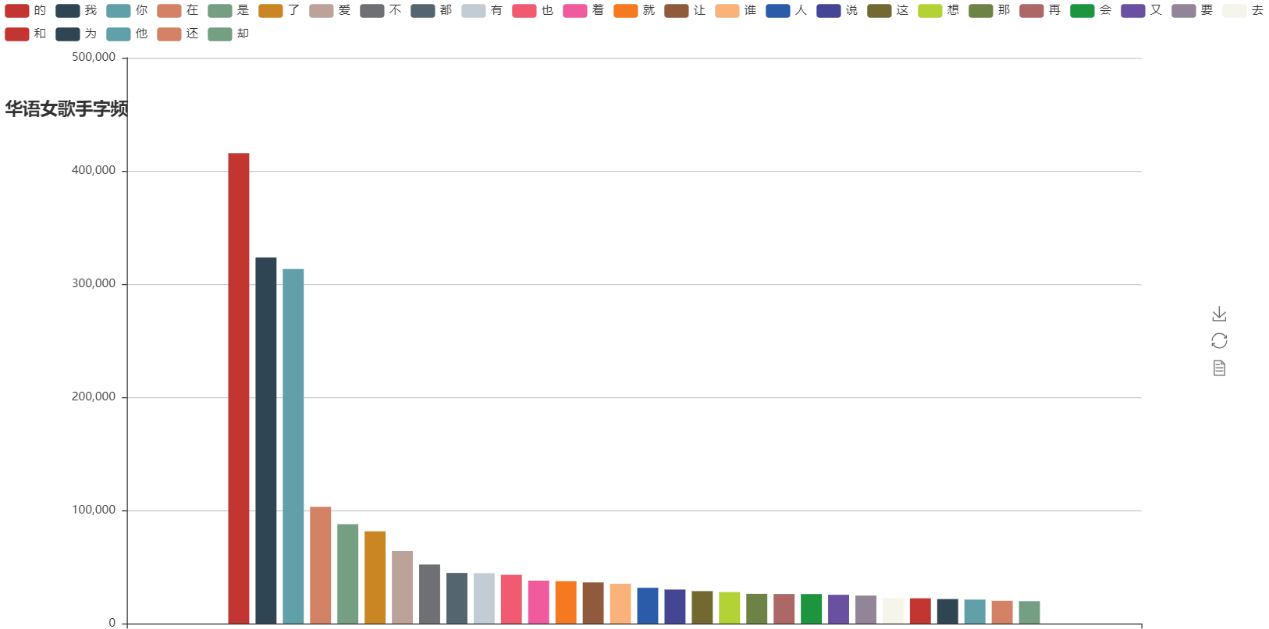 的 我 你 在 是 了 爱 不 都 有 也 着 就 让 谁 人 说 这 想 那 再 会 又 要 去
和 为 他 还 却
500,000
华语女歌手字频
400,000
300,000
200,000
100,000
0